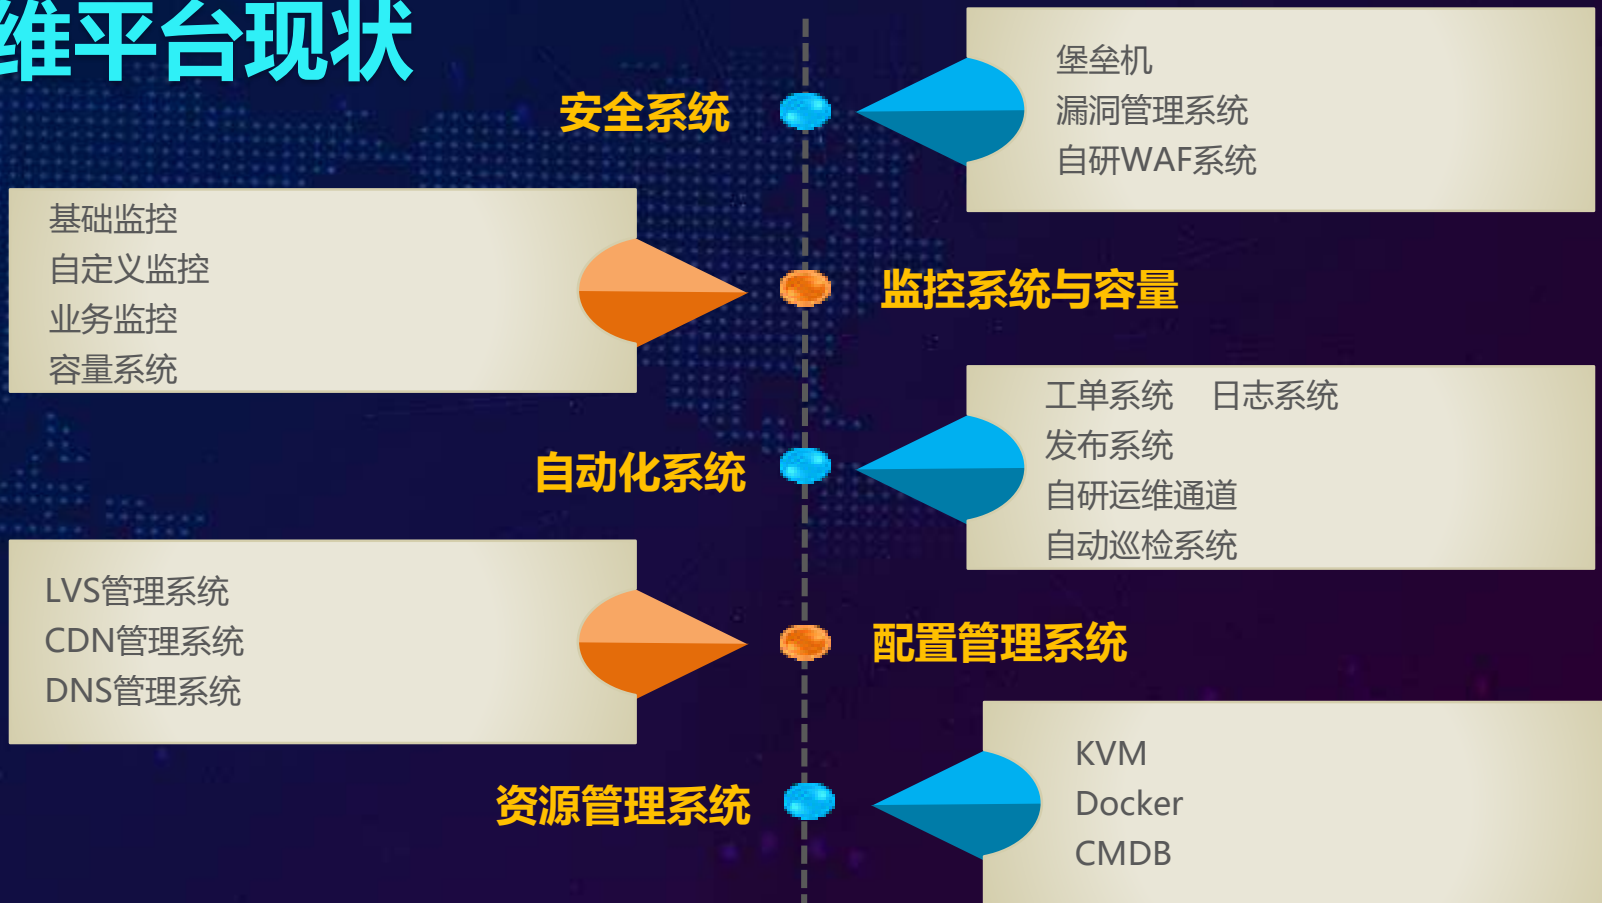 维平台现状
安全系统
堡垒机
漏洞管理系统
自研WAF系统
基础监控
自定义监控
业务监控
容量系统
监控系统与容量
自动化系统
工单系统 日志系统
发布系统
自研运维通道
自动巡检系统
LVS管理系统
CDN管理系统
DNS管理系统
配置管理系统
资源管理系统
KVM
Docker
CMDB